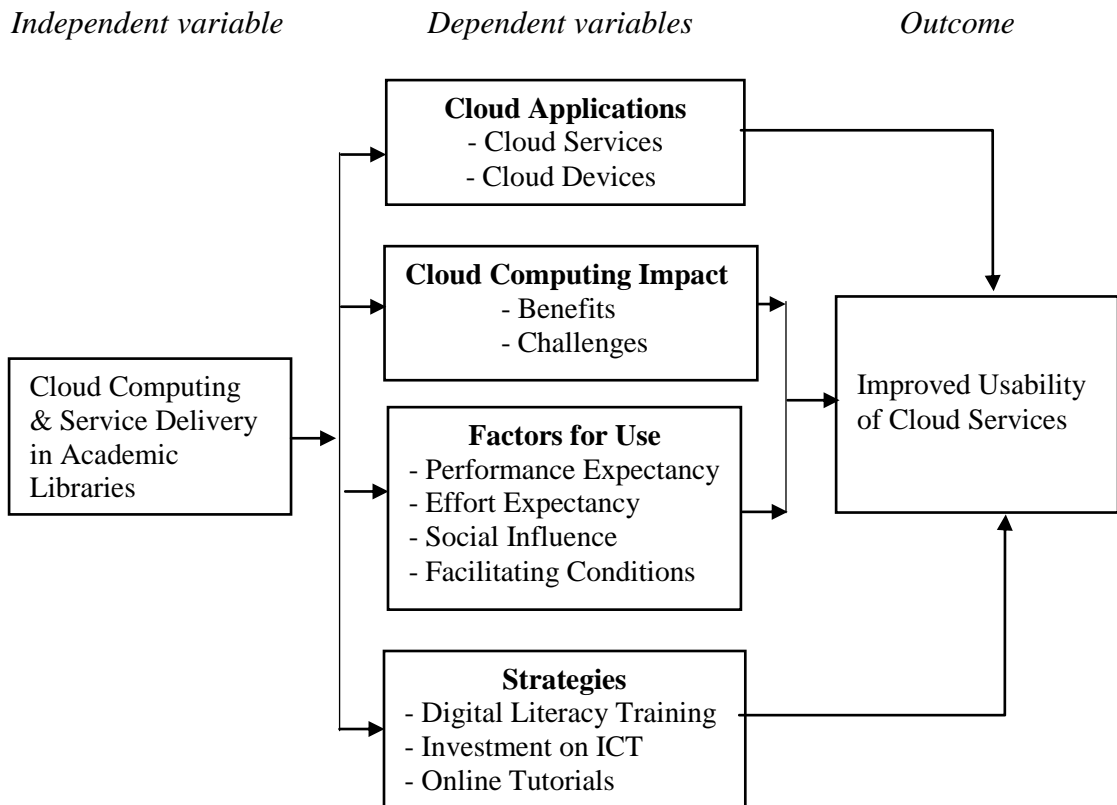 Independent variable
Dependent variables
Outcome
Cloud Applications
- Cloud Services
- Cloud Devices
Cloud Computing Impact
- Benefits
- Challenges
Cloud Computing
& Service Delivery
in Academic
Libraries
Factors for Use
- Performance Expectancy
- Effort Expectancy
- Social Influence
- Facilitating Conditions
Strategies
- Digital Literacy Training
- Investment on ICT
- Online Tutorials
Improved Usability
of Cloud Services